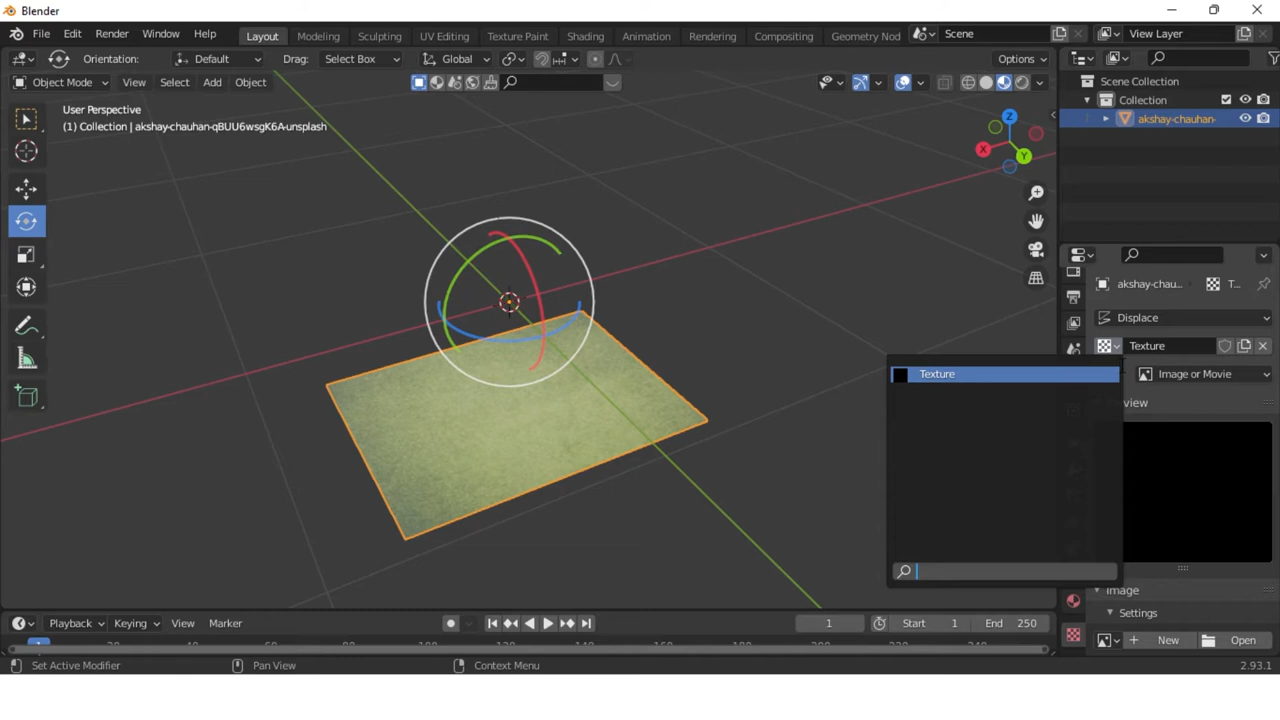 Blender
File Edit Render Window Help Layout Modeling Sculpting UV Editing Texture Paint Shading Animation Rendering Compositing Geometry Nod Scene View Layer
Orientation: Default Drag: Select Box Global Options
Object Mode View Select Add Object
Scene Collection
Collection
akshay-chauhan-
User Perspective
(1) Collection | akshay-chauhan-qBUU6wsgK6A-unsplash
X Y Z
akshay-chau... T...
Displace
Texture
Texture
Image or Movie
view
Image
Settings
New Open
Playback Keying View Marker 1 Start 1 End 250
Set Active Modifier Pan View Context Menu 2.93.1